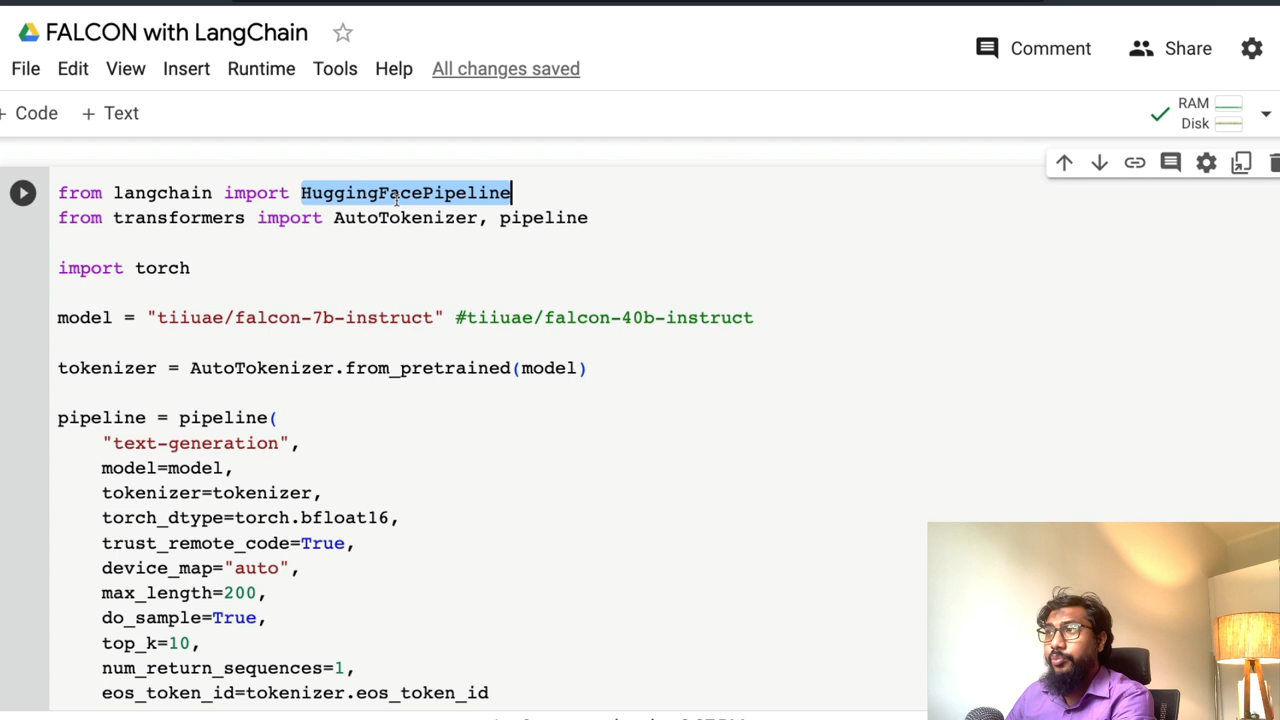 FALCON with LangChain
Comment
Share
File Edit View Insert Runtime Tools Help All changes saved
+ Code + Text
RAM
Disk
from langchain import HuggingFacePipeline
from transformers import AutoTokenizer, pipeline
import torch
model = "tiiuae/falcon-7b-instruct" #tiiuae/falcon-40b-instruct
tokenizer = AutoTokenizer.from_pretrained(model)
pipeline = pipeline(
"text-generation",
model=model,
tokenizer=tokenizer,
torch_dtype=torch.bfloat16,
trust_remote_code=True,
device_map="auto",
max_length=200,
do_sample=True,
top_k=10,
num_return_sequences=1,
eos_token_id=tokenizer.eos_token_id